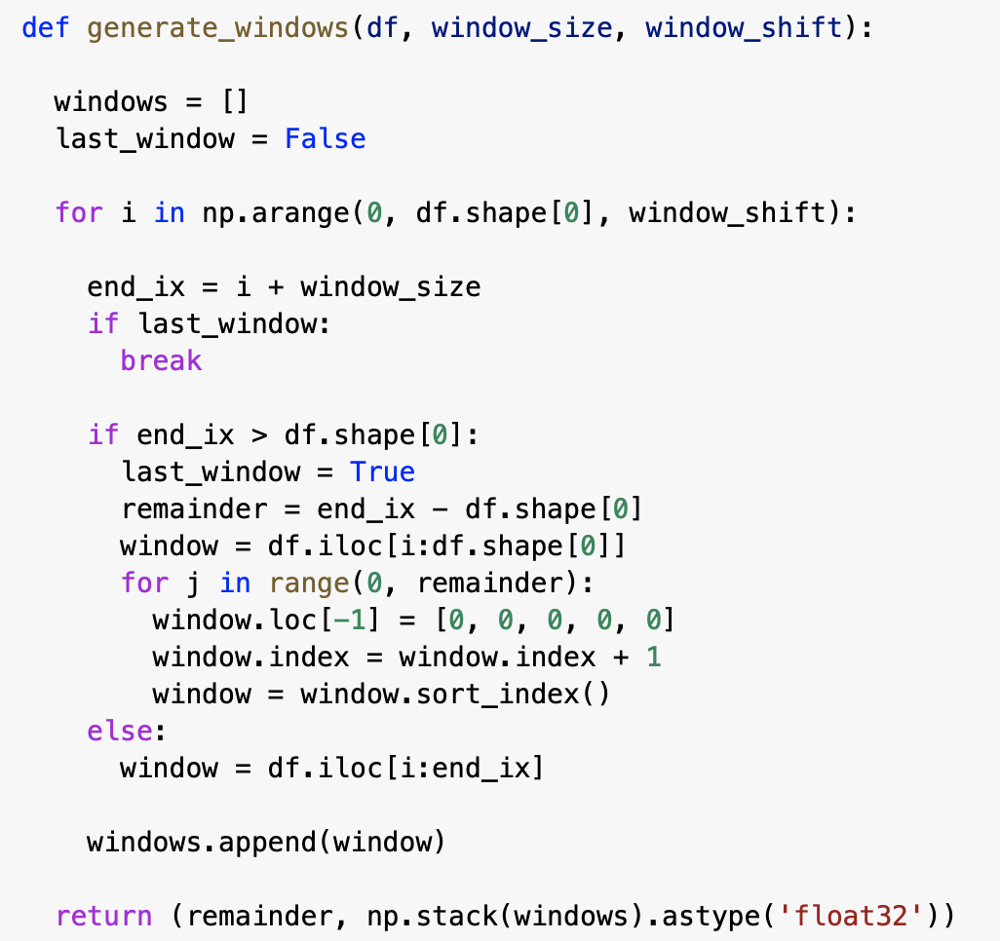 def generate_windows(df, window_size, window_shift):

  windows = []
  last_window = False

  for i in np.arange(0, df.shape[0], window_shift):

    end_ix = i + window_size
    if last_window:
      break

    if end_ix > df.shape[0]:
      last_window = True
      remainder = end_ix - df.shape[0]
      window = df.iloc[i:df.shape[0]]
      for j in range(0, remainder):
        window.loc[-1] = [0, 0, 0, 0, 0]
        window.index = window.index + 1
        window = window.sort_index()
    else:
      window = df.iloc[i:end_ix]

    windows.append(window)

  return (remainder, np.stack(windows).astype('float32'))